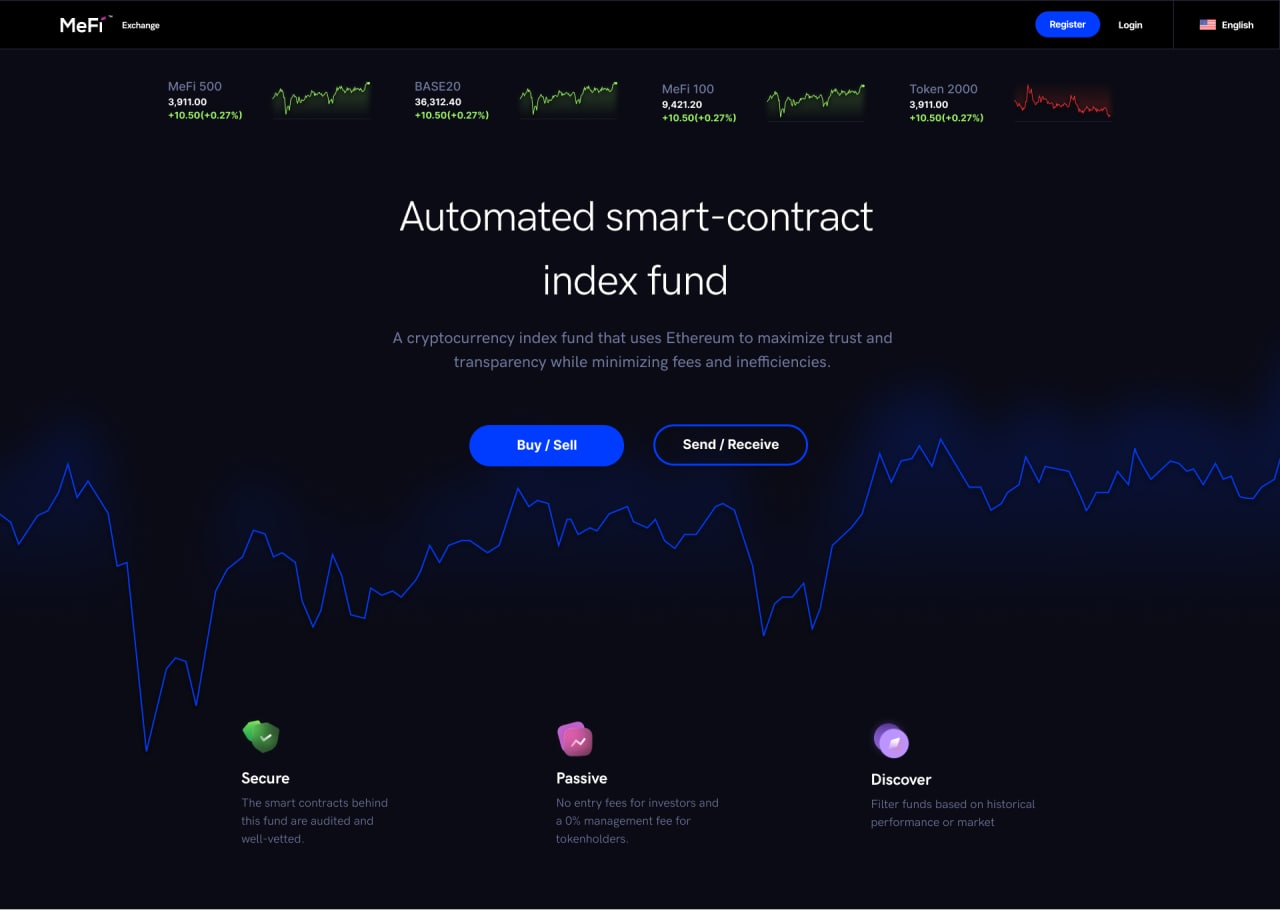 MeFi™ Exchange
Register
Login
English
MeFi 500
3,911.00
+10.50(+0.27%)
BASE20
36,312.40
+10.50(+0.27%)
MeFi 100
9,421.20
+10.50(+0.27%)
Token 2000
3,911.00
+10.50(+0.27%)
Automated smart-contract
index fund
A cryptocurrency index fund that uses Ethereum to maximize trust and
transparency while minimizing fees and inefficiencies.
Buy / Sell
Send / Receive
Secure
The smart contracts behind
this fund are audited and
well-vetted.
Passive
No entry fees for investors and
a 0% management fee for
tokenholders.
Discover
Filter funds based on historical
performance or market